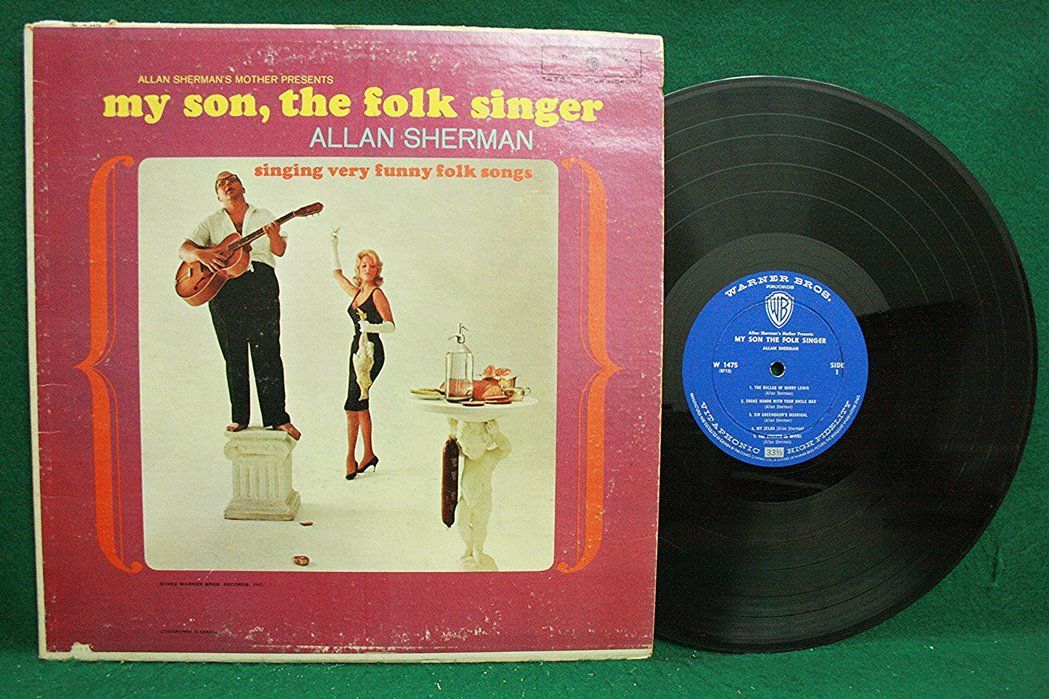 ALLAN SHERMAN'S MOTHER PRESENTS
my son, the folk singer
ALLAN SHERMAN
singing very funny folk songs
©1962 WARNER BROS. RECORDS, INC.
WARNER BROS.
RECORDS
WB
Allan Sherman's Mother Presents
MY SON THE FOLK SINGER
ALLAN SHERMAN
W 1475
SIDE
1
1. THE BALLAD OF HARRY LEWIS
(Allan Sherman)
2. SHAKE HANDS WITH YOUR UNCLE MAX
(Allan Sherman)
3. SIR GREENBAUM'S MADRIGAL
(Allan Sherman)
4. MY ZELDA (Allan Sherman)
(Allan Sherman)
33⅓
VITAPHONIC HIGH FIDELITY